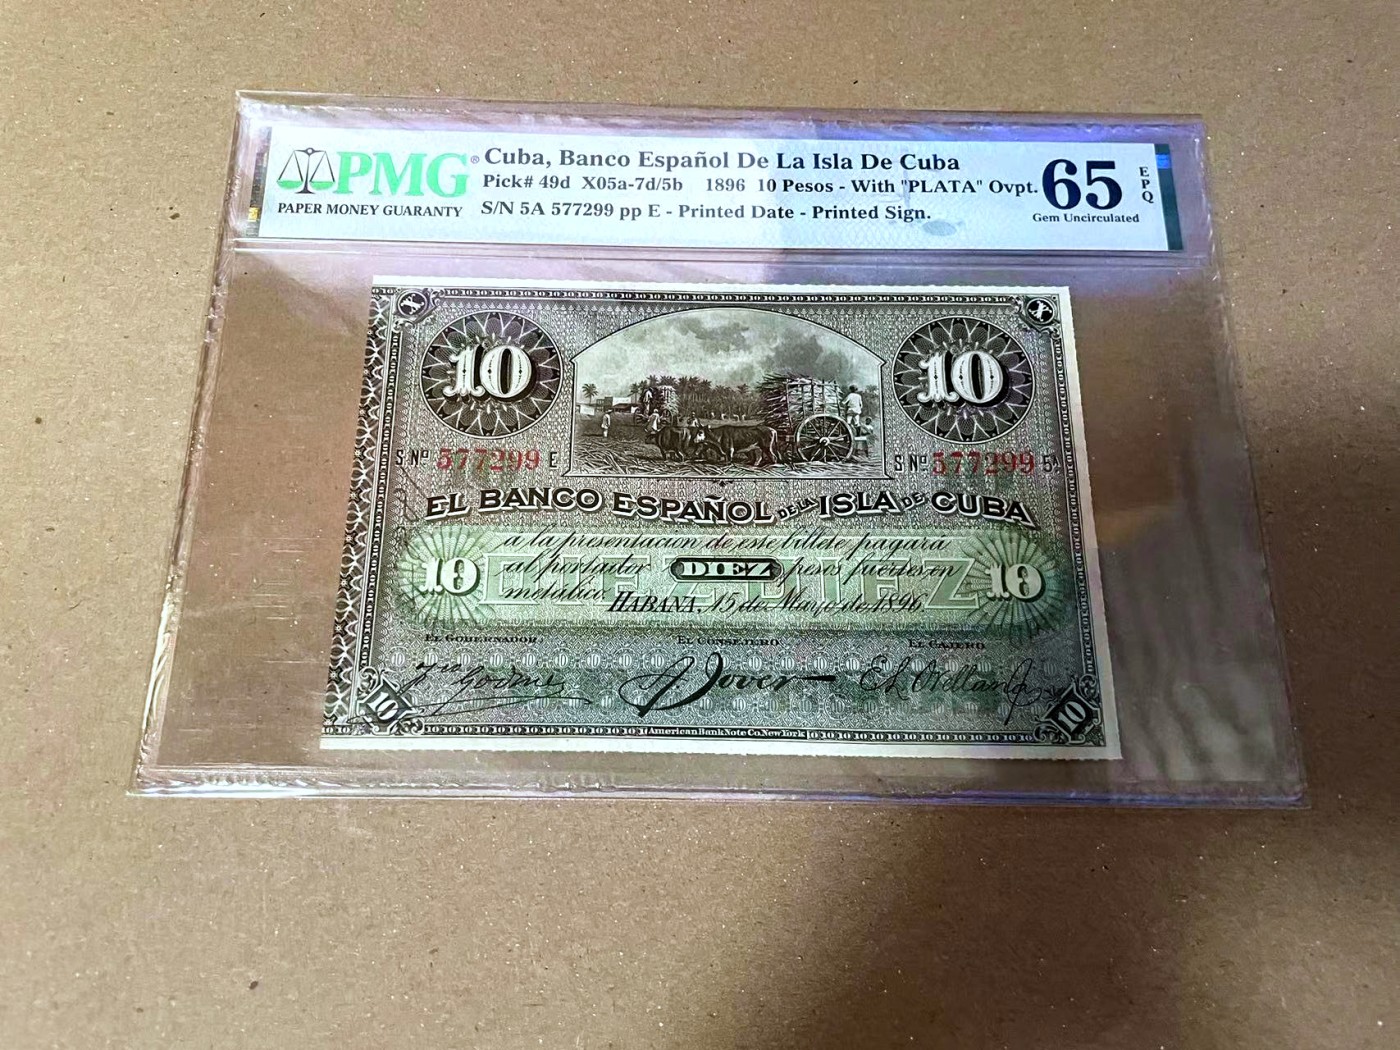 PMG®
PAPER MONEY GUARANTY
Cuba, Banco Español De La Isla De Cuba
Pick# 49d X05a-7d/5b 1896 10 Pesos - With "PLATA" Ovpt.
S/N 5A 577299 pp E - Printed Date - Printed Sign.
65
EPQ
Gem Uncirculated
X X
10 10
S Nº 577299 E S Nº 577299 5A
EL BANCO ESPAÑOL DE LA ISLA DE CUBA
a la presentacion de este billete pagará
al portador DIEZ pesos fuertes en
metálico. HABANA, 15 de Mayo de 1896.
10 DIEZ DIEZ 10
EL GOBERNADOR. EL CONSEJERO EL CAJERO
10 10
American Bank Note Co. New York